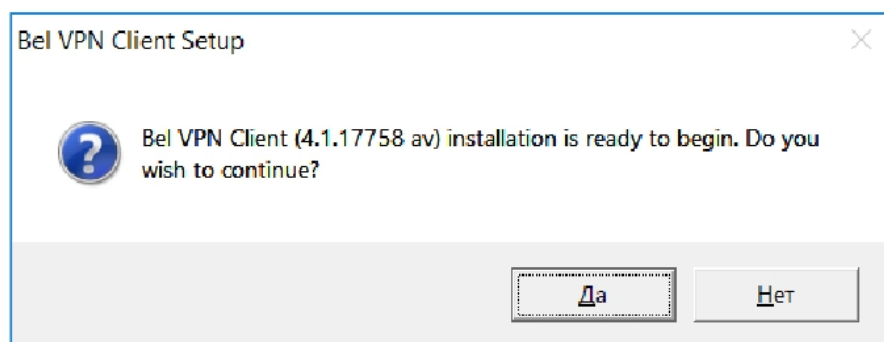 Bel VPN Client Setup
Bel VPN Client (4.1.17758 av) installation is ready to begin. Do you
wish to continue?
Да
Нет